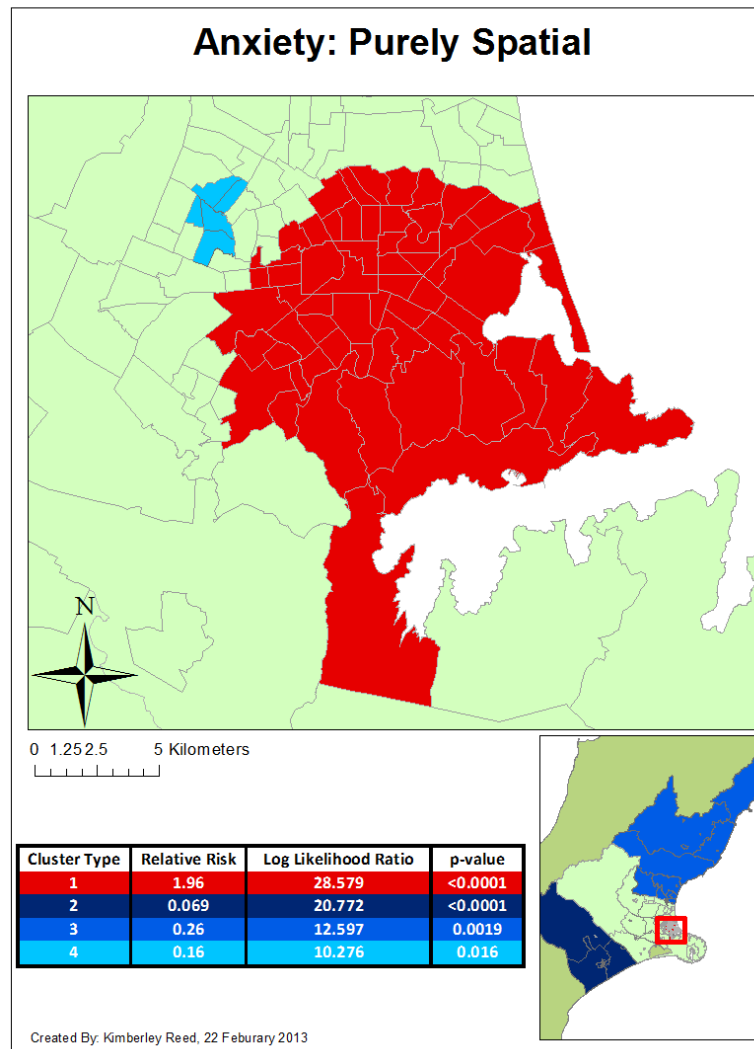 Anxiety: Purely Spatial
N
0 1.252.5 5 Kilometers
Cluster Type Relative Risk Log Likelihood Ratio p-value
1 1.96 28.579 <0.0001
2 0.069 20.772 <0.0001
3 0.26 12.597 0.0019
4 0.16 10.276 0.016
Created By: Kimberley Reed, 22 Feburary 2013